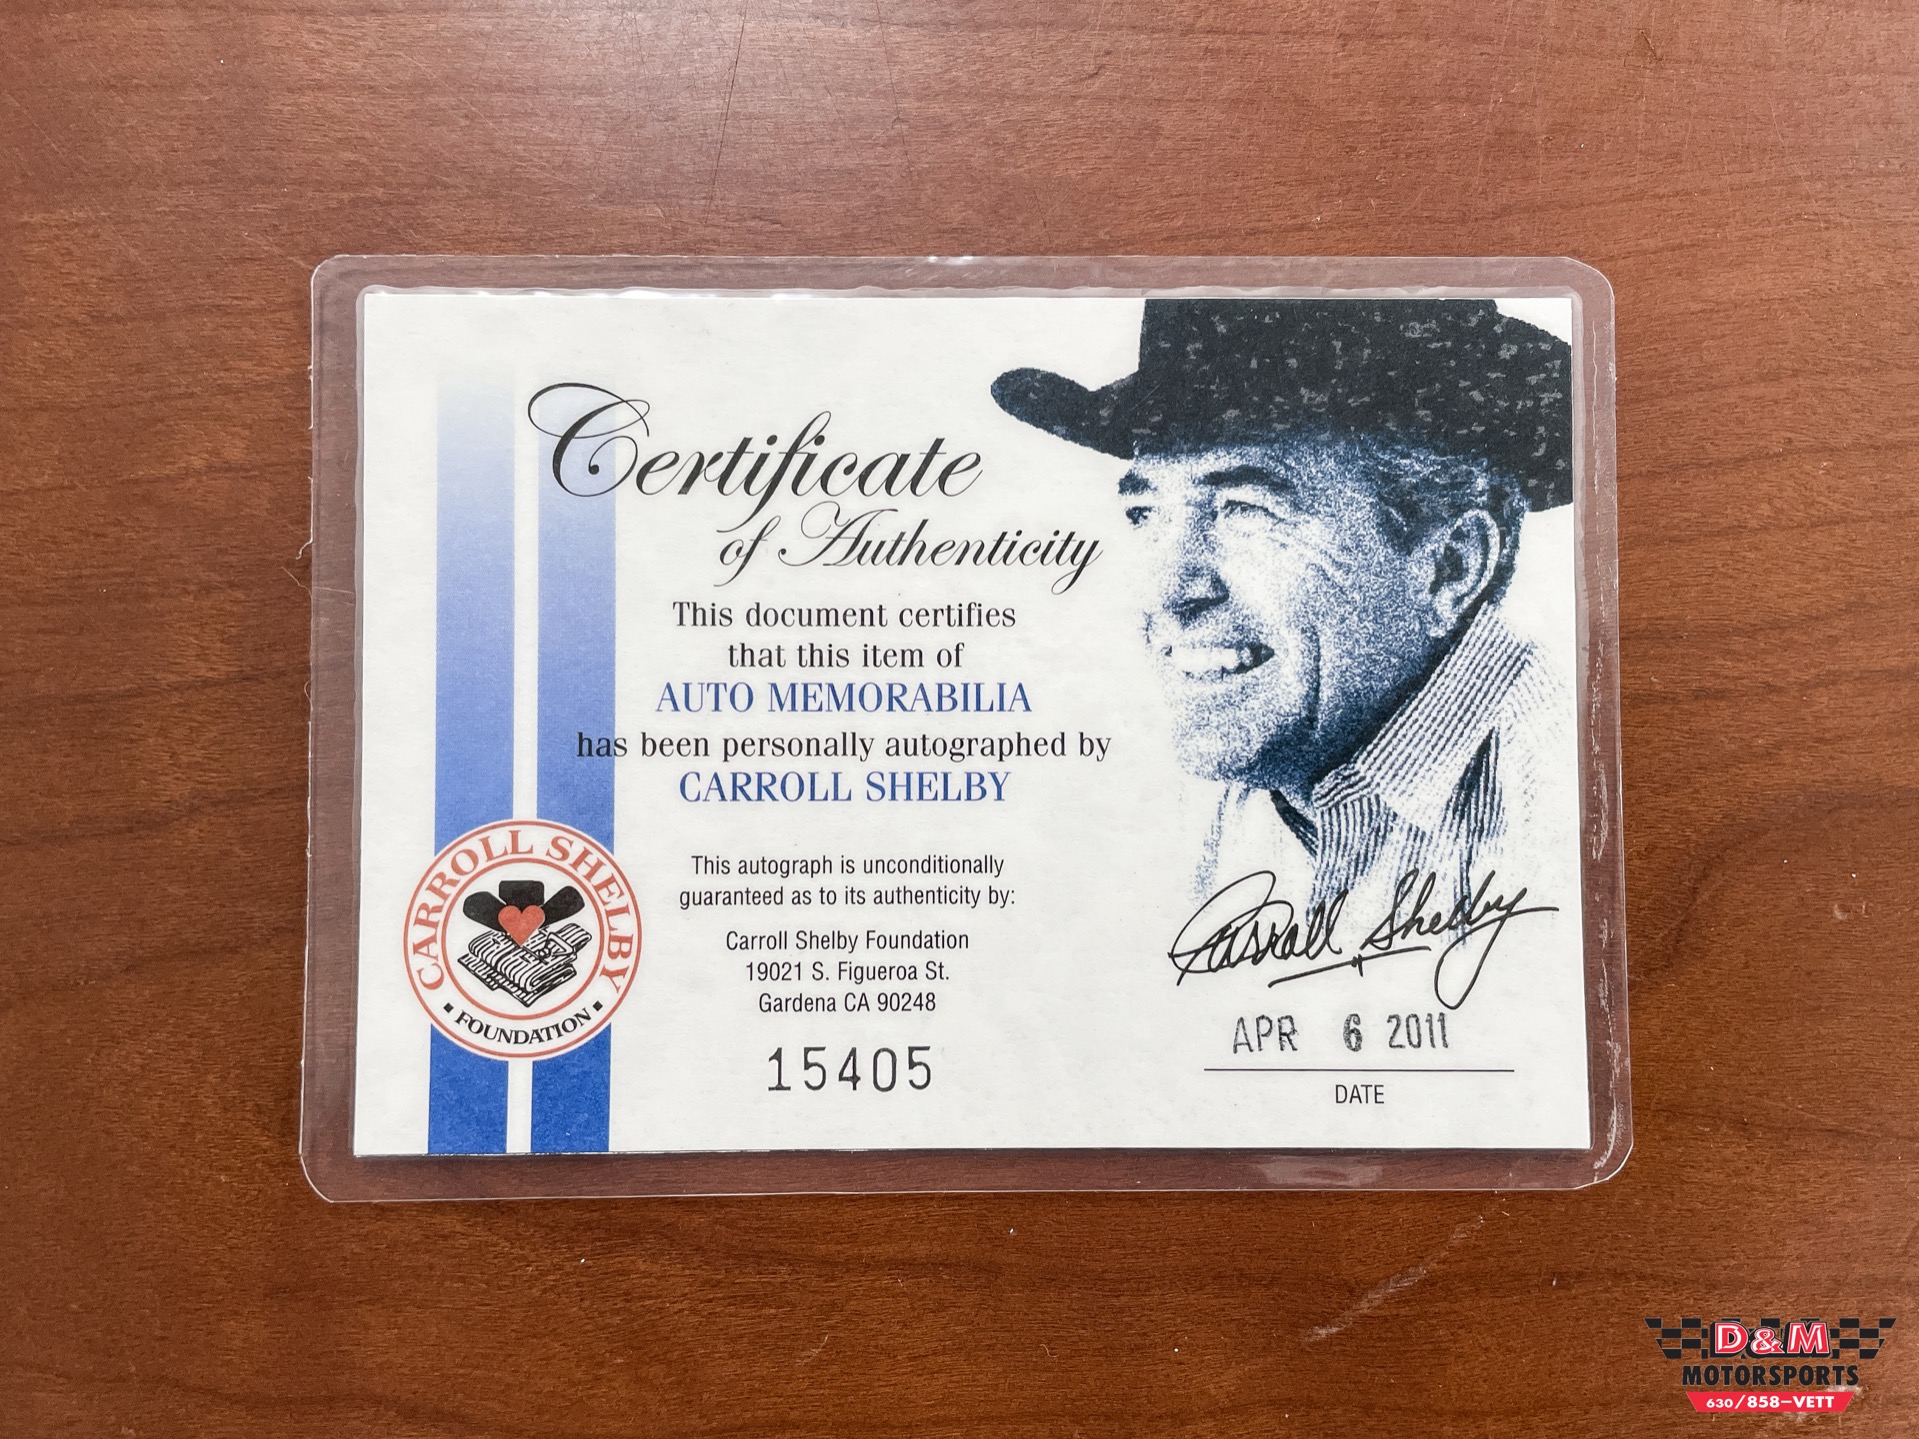 Certificate
of Authenticity
This document certifies
that this item of
AUTO MEMORABILIA
has been personally autographed by
CARROLL SHELBY
This autograph is unconditionally
guaranteed as to its authenticity by:
Carroll Shelby Foundation
19021 S. Figueroa St.
Gardena CA 90248
15405
CARROLL SHELBY
FOUNDATION
Carroll Shelby
APR 6 2011
DATE
D&M
MOTORSPORTS
630/858-VETT